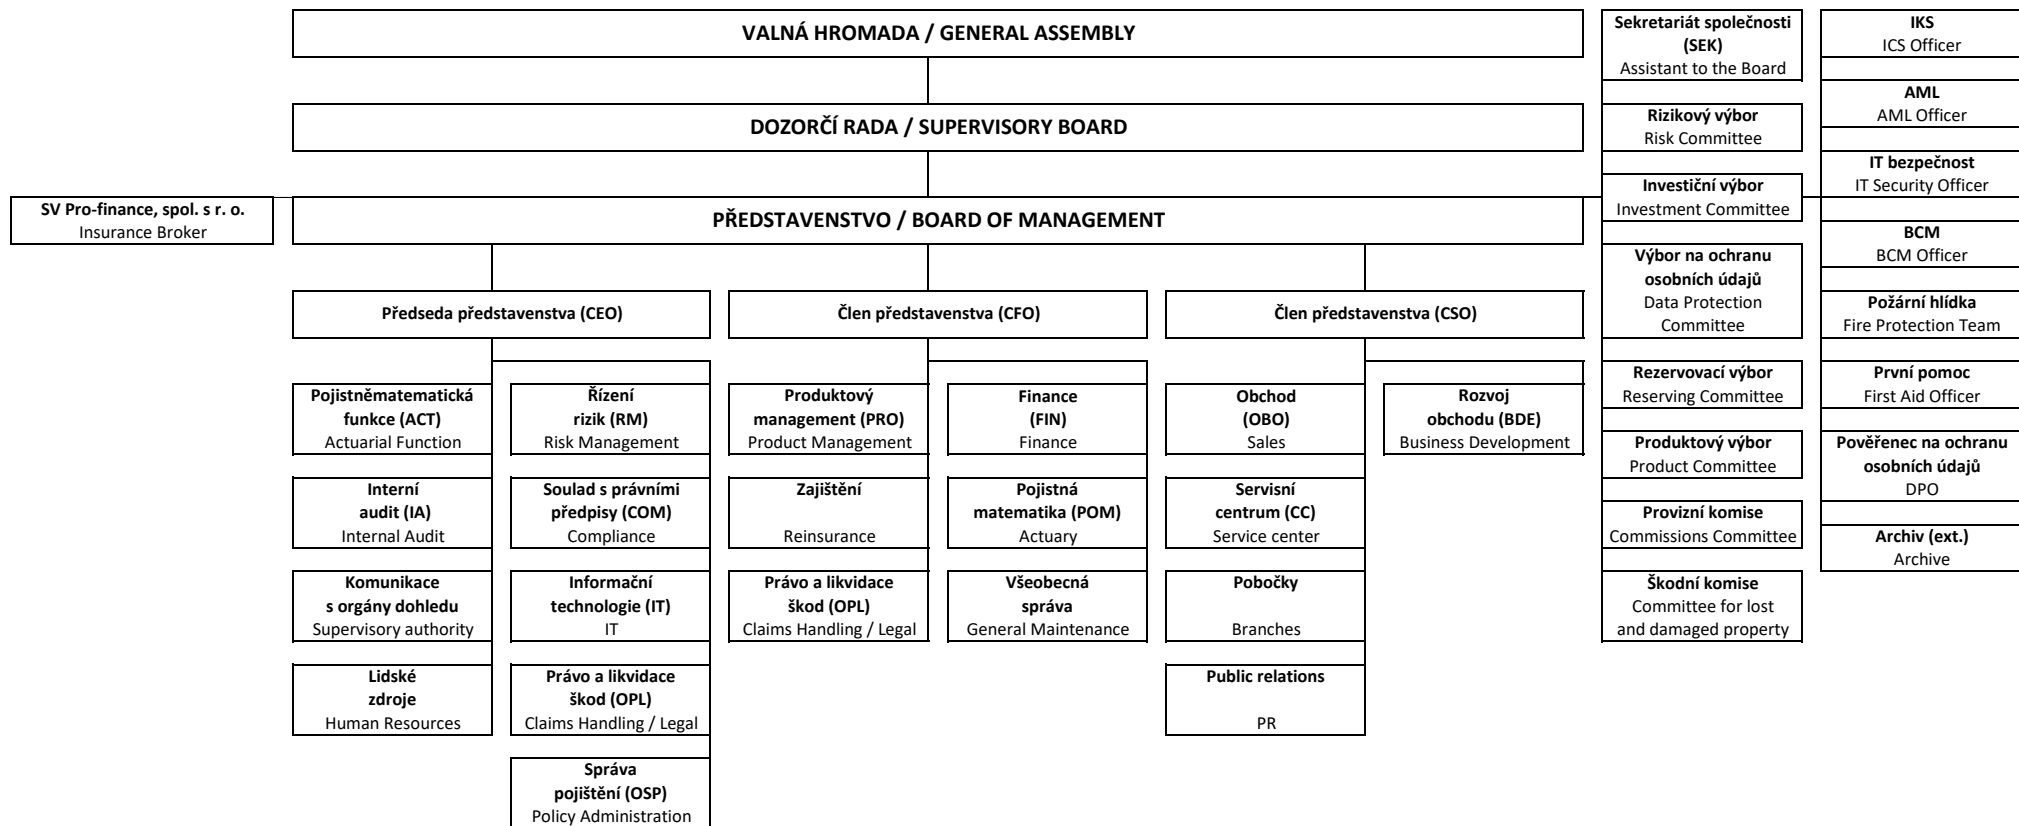 VALNÁ HROMADA / GENERAL ASSEMBLY
DOZORČÍ RADA / SUPERVISORY BOARD
SV Pro-finance, spol. s r. o.
Insurance Broker
PŘEDSTAVENSTVO / BOARD OF MANAGEMENT
Předseda představenstva (CEO)
Člen představenstva (CFO)
Člen představenstva (CSO)
Pojistněmatematická
funkce (ACT)
Actuarial Function
Interní
audit (IA)
Internal Audit
Komunikace
s orgány dohledu
Supervisory authority
Lidské
zdroje
Human Resources
Řízení
rizik (RM)
Risk Management
Soulad s právními
předpisy (COM)
Compliance
Informační
technologie (IT)
IT
Právo a likvidace
škod (OPL)
Claims Handling / Legal
Správa
pojištění (OSP)
Policy Administration
Produktový
management (PRO)
Product Management
Zajištění
Reinsurance
Právo a likvidace
škod (OPL)
Claims Handling / Legal
Finance
(FIN)
Finance
Pojistná
matematika (POM)
Actuary
Všeobecná
správa
General Maintenance
Obchod
(OBO)
Sales
Servisní
centrum (CC)
Service center
Pobočky
Branches
Public relations
PR
Rozvoj
obchodu (BDE)
Business Development
Sekretariát společnosti
(SEK)
Assistant to the Board
Rizikový výbor
Risk Committee
Investiční výbor
Investment Committee
Výbor na ochranu
osobních údajů
Data Protection
Committee
Rezervovací výbor
Reserving Committee
Produktový výbor
Product Committee
Provizní komise
Commissions Committee
Škodní komise
Committee for lost
and damaged property
IKS
ICS Officer
AML
AML Officer
IT bezpečnost
IT Security Officer
BCM
BCM Officer
Požární hlídka
Fire Protection Team
První pomoc
First Aid Officer
Pověřenec na ochranu
osobních údajů
DPO
Archiv (ext.)
Archive